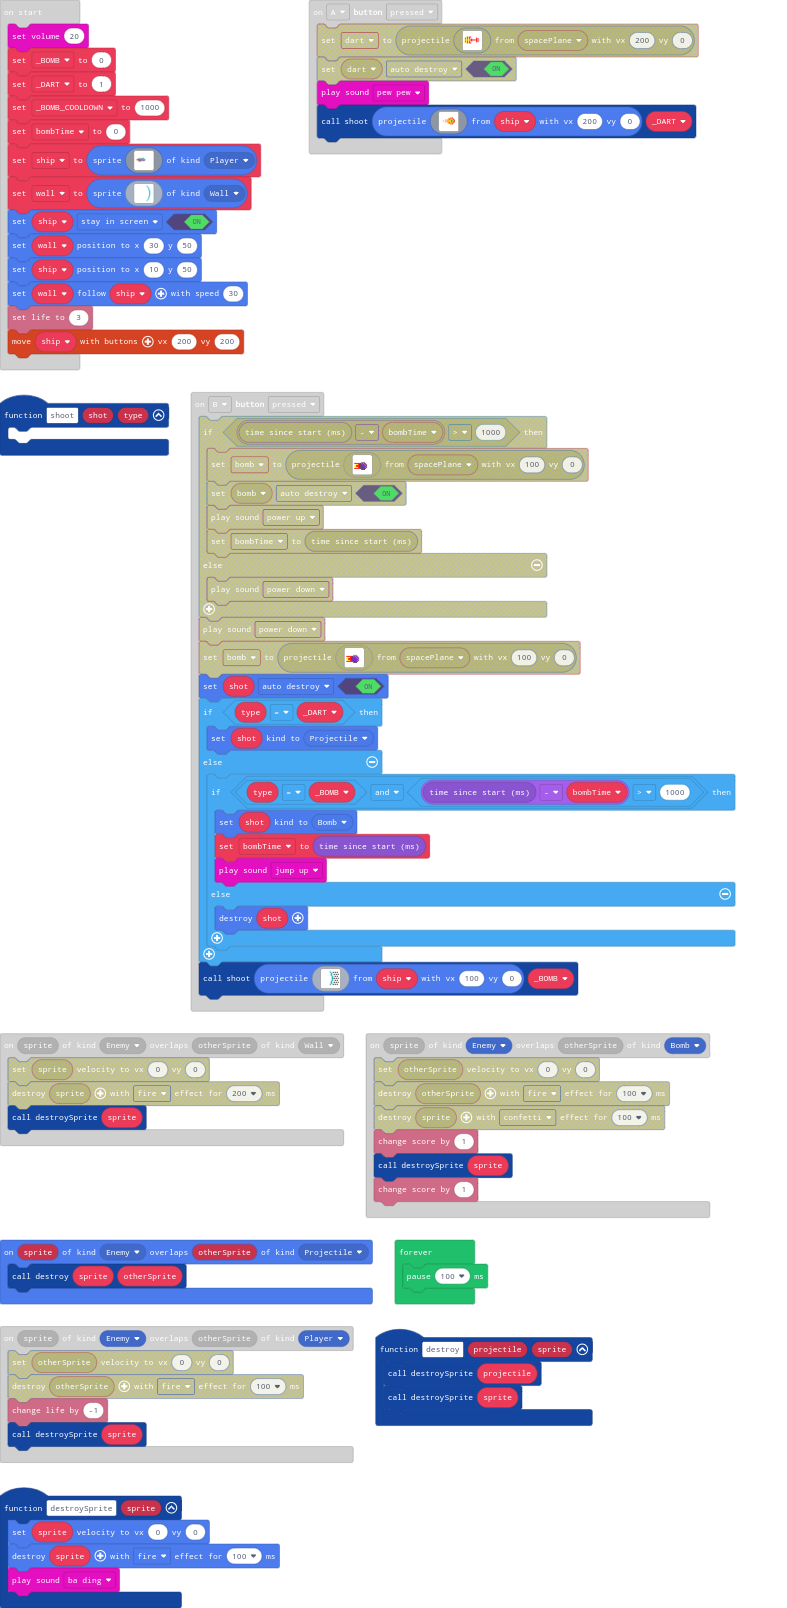 on start
set volume 20
set _BOMB to 0
set _DART to 1
set _BOMB_COOLDOWN to 1000
set bombTime to 0
set ship to sprite of kind Player
set wall to sprite of kind Wall
set ship stay in screen ON
set wall position to x 30 y 50
set ship position to x 10 y 50
set wall follow ship with speed 30
set life to 3
move ship with buttons vx 200 vy 200
on A button pressed
set dart to projectile from spacePlane with vx 200 vy 0
set dart auto destroy ON
play sound pew pew
call shoot projectile from ship with vx 200 vy 0 _DART
function shoot shot type
on B button pressed
if time since start (ms) - bombTime > 1000 then
set bomb to projectile from spacePlane with vx 100 vy 0
set bomb auto destroy ON
play sound power up
set bombTime to time since start (ms)
else
play sound power down
play sound power down
set bomb to projectile from spacePlane with vx 100 vy 0
set shot auto destroy ON
if type = _DART then
set shot kind to Projectile
else
if type = _BOMB and time since start (ms) - bombTime > 1000 then
set shot kind to Bomb
set bombTime to time since start (ms)
play sound jump up
else
destroy shot
call shoot projectile from ship with vx 100 vy 0 _BOMB
on sprite of kind Enemy overlaps otherSprite of kind Wall
set sprite velocity to vx 0 vy 0
destroy sprite with fire effect for 200 ms
call destroySprite sprite
on sprite of kind Enemy overlaps otherSprite of kind Bomb
set otherSprite velocity to vx 0 vy 0
destroy otherSprite with fire effect for 100 ms
destroy sprite with confetti effect for 100 ms
change score by 1
call destroySprite sprite
change score by 1
on sprite of kind Enemy overlaps otherSprite of kind Projectile
call destroy sprite otherSprite
forever
pause 100 ms
on sprite of kind Enemy overlaps otherSprite of kind Player
set otherSprite velocity to vx 0 vy 0
destroy otherSprite with fire effect for 100 ms
change life by -1
call destroySprite sprite
function destroy projectile sprite
call destroySprite projectile
call destroySprite sprite
function destroySprite sprite
set sprite velocity to vx 0 vy 0
destroy sprite with fire effect for 100 ms
play sound ba ding